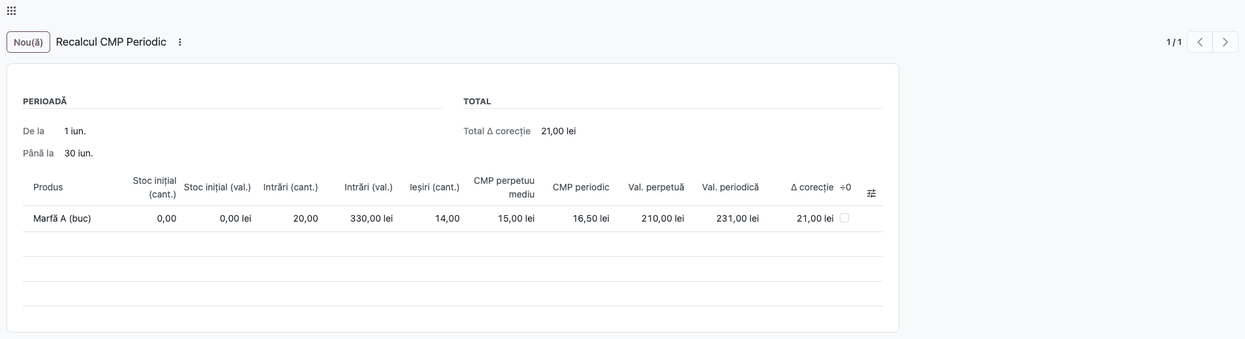 Nou(ă) Recalcul CMP Periodic 1 / 1
PERIOADĂ TOTAL
De la 1 iun. Total Δ corecție 21,00 lei
Până la 30 iun.
Produs Stoc inițial (cant.) Stoc inițial (val.) Intrări (cant.) Intrări (val.) Ieșiri (cant.) CMP perpetuu mediu CMP periodic Val. perpetuă Val. periodică Δ corecție ÷0
Marfă A (buc) 0,00 0,00 lei 20,00 330,00 lei 14,00 15,00 lei 16,50 lei 210,00 lei 231,00 lei 21,00 lei